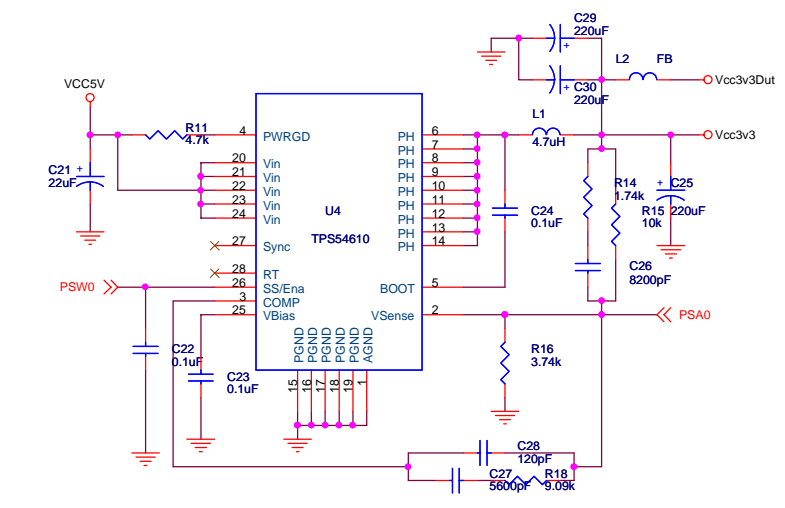 C29
220uF
L2 FB
Vcc3v3Dut
C30
220uF
VCC5V
L1
4.7uH
Vcc3v3
R11
4.7k
4 PWRGD
PH 6
PH 7
20 Vin
PH 8
21 Vin
PH 9
22 Vin
PH 10
23 Vin
PH 11
24 Vin
PH 12
PH 13
PH 14
C21
22uF
+
+
+
+
U4
TPS54610
C24
0.1uF
R14
1.74k
C25
R15
10k
220uF
27 Sync
28 RT
26 SS/Ena
3 COMP
25 VBias
BOOT 5
VSense 2
C26
8200pF
PSW0
PSA0
C22
0.1uF
C23
0.1uF
PGND
PGND
PGND
PGND
PGND
AGND
15
16
17
18
19
1
R16
3.74k
C28
120pF
C27
5600pF
R18
9.09k